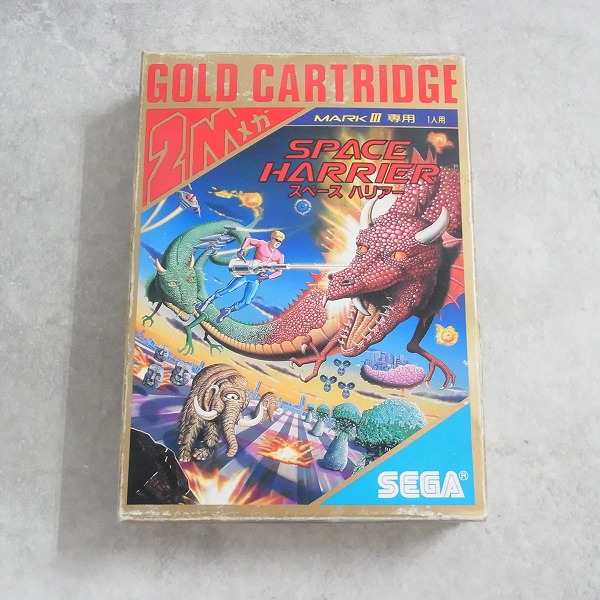 GOLD CARTRIDGE
2Mメガ
MARK III 専用 1人用
SPACE
HARRIER
スペース ハリアー
SEGA®